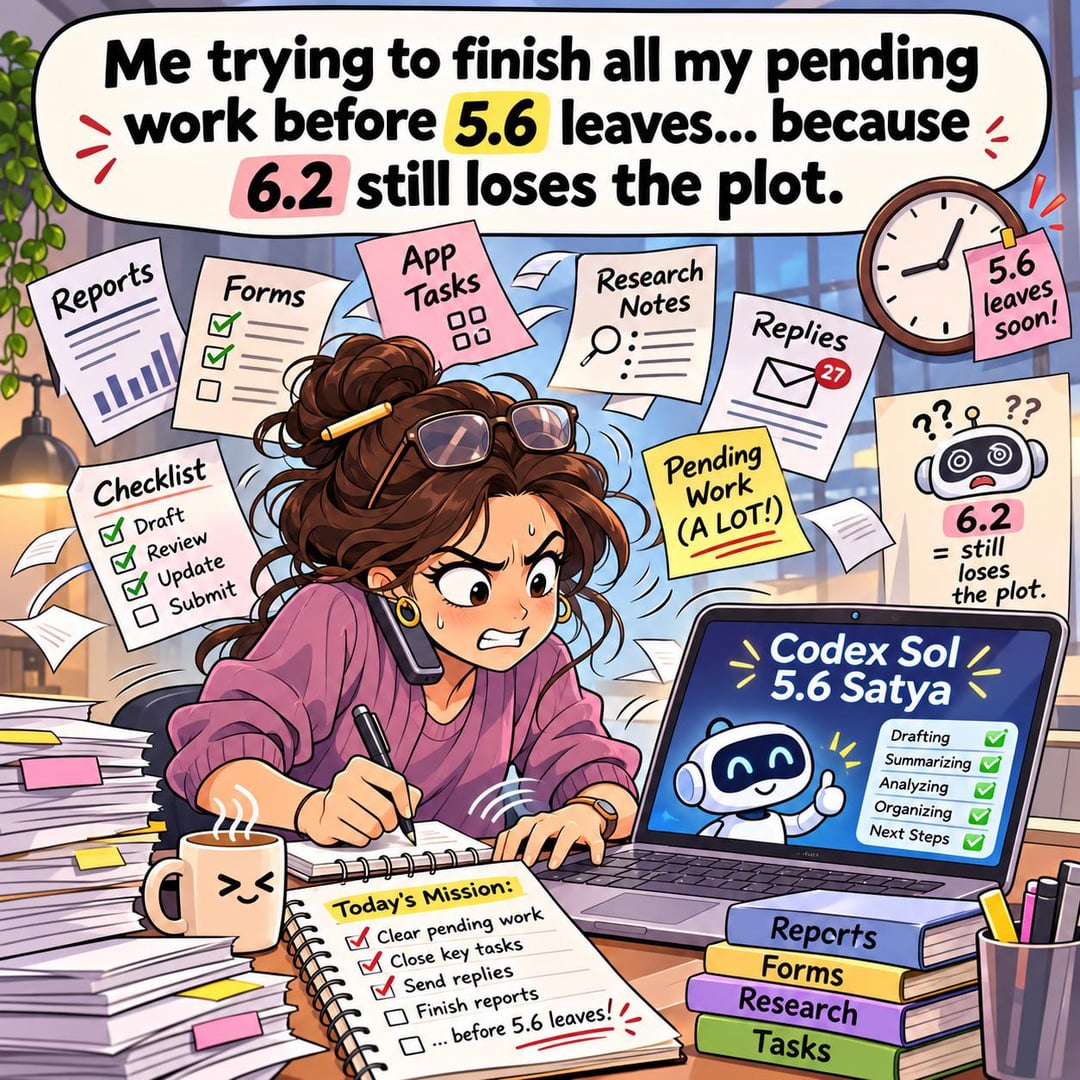 Me trying to finish all my pending
work before 5.6 leaves... because
6.2 still loses the plot.
Reports
Forms
App
Tasks
Research
Notes
Replies
27
5.6
leaves
soon!
Checklist
Draft
Review
Update
Submit
Pending
Work
(A LOT!)
?? ??
6.2
= still
loses
the plot.
Codex Sol
5.6 Satya
Drafting
Summarizing
Analyzing
Organizing
Next Steps
Today's Mission:
Clear pending work
Close key tasks
Send replies
Finish reports
... before 5.6 leaves!
Reports
Forms
Research
Tasks